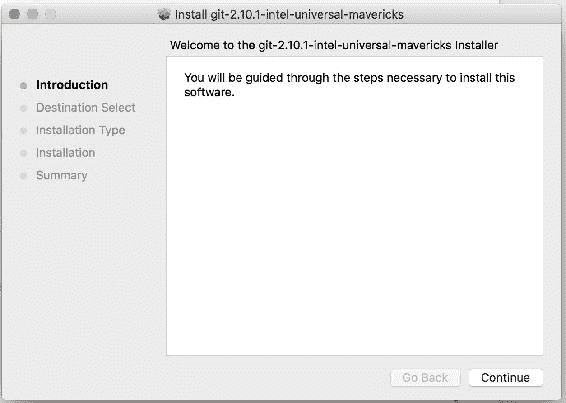 Install git-2.10.1-intel-universal-mavericks
Welcome to the git-2.10.1-intel-universal-mavericks Installer
Introduction
Destination Select
Installation Type
Installation
Summary
You will be guided through the steps necessary to install this
software.
Go Back
Continue